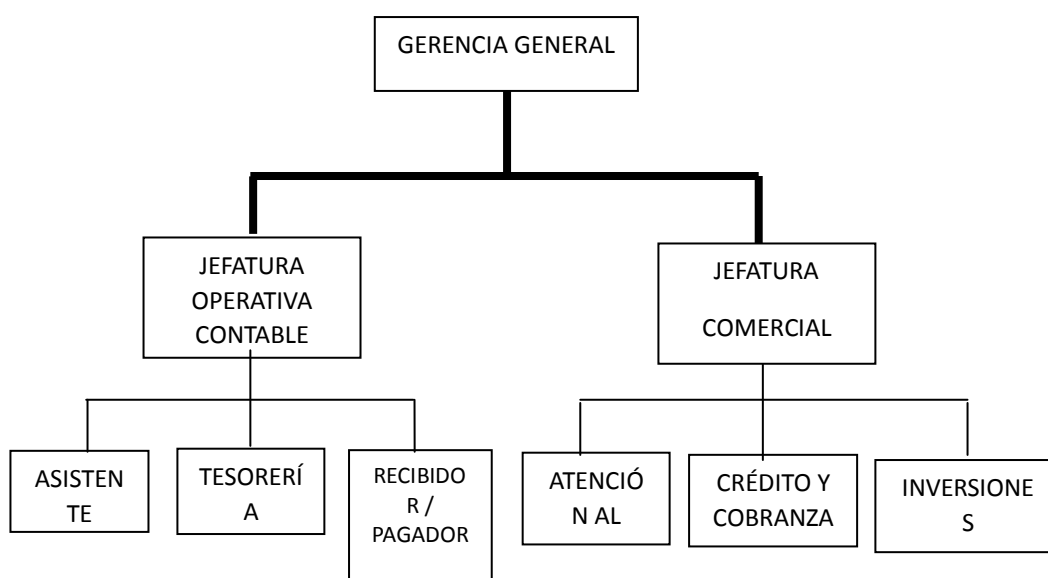 GERENCIA GENERAL
JEFATURA
OPERATIVA
CONTABLE
JEFATURA
COMERCIAL
ASISTEN
TE
TESORERÍ
A
RECIBIDO
R /
PAGADOR
ATENCIÓ
N AL
CRÉDITO Y
COBRANZA
INVERSIONE
S